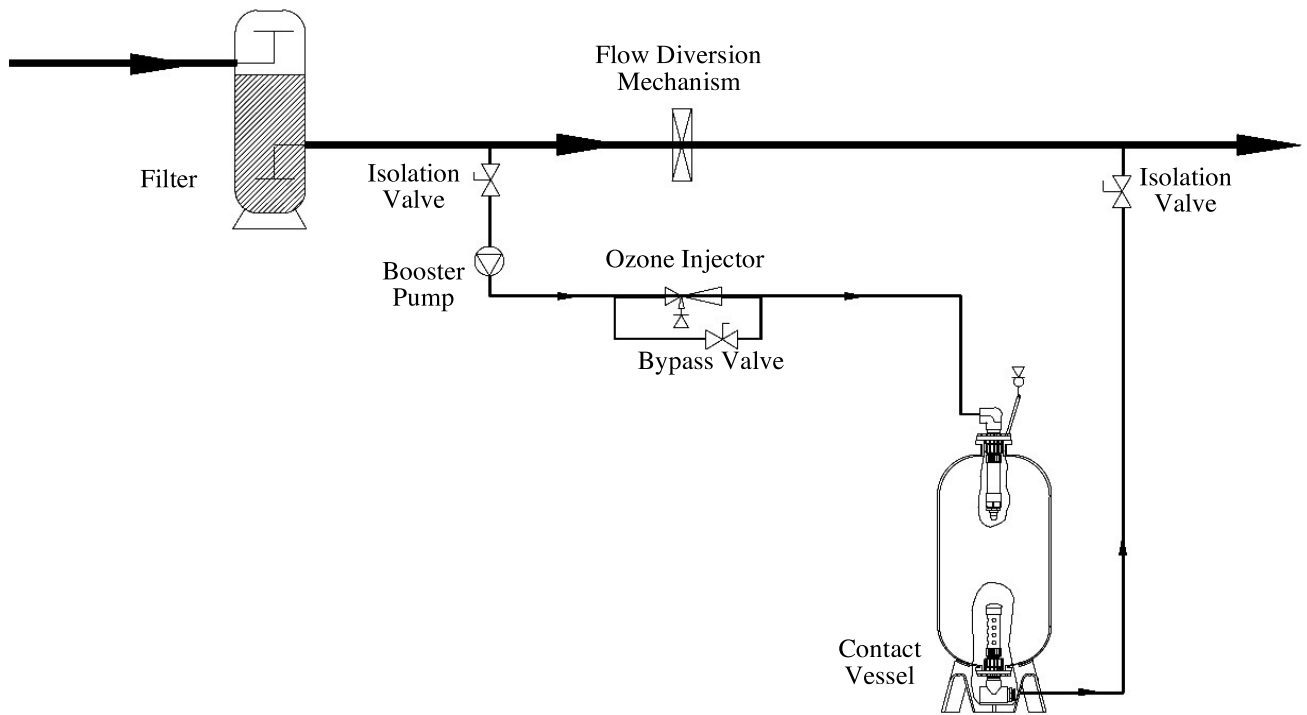 Flow Diversion
Mechanism
Filter
Isolation
Valve
Isolation
Valve
Booster
Pump
Ozone Injector
Bypass Valve
Contact
Vessel